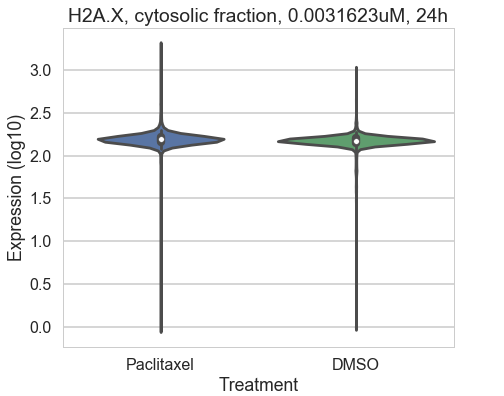 H2A.X, cytosolic fraction, 0.0031623uM, 24h
Expression (log10)
3.0
2.5
2.0
1.5
1.0
0.5
0.0
Paclitaxel DMSO
Treatment